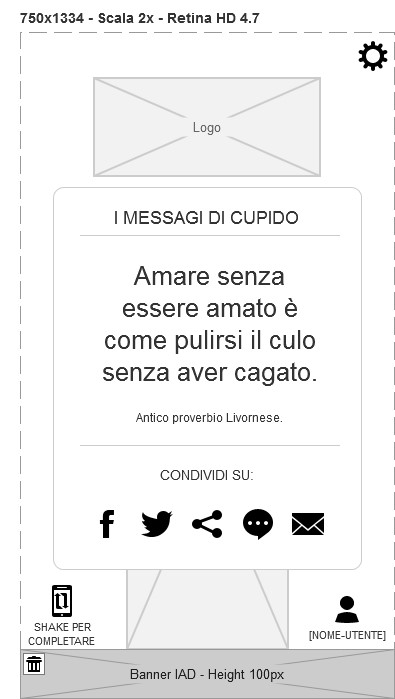 750x1334 - Scala 2x - Retina HD 4.7
Logo
I MESSAGI DI CUPIDO
Amare senza
essere amato è
come pulirsi il culo
senza aver cagato.
Antico proverbio Livornese.
CONDIVIDI SU:
SHAKE PER
COMPLETARE
[NOME-UTENTE]
Banner IAD - Height 100px